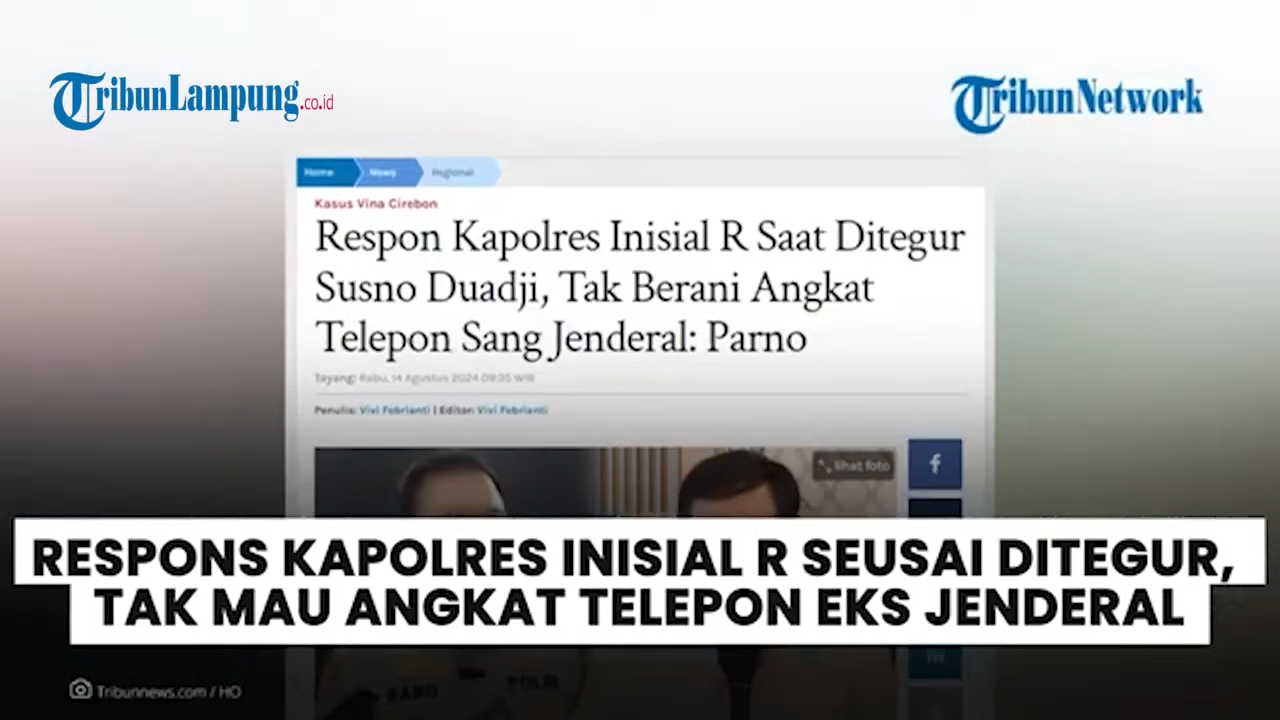 TribunLampung.co.id
TribunNetwork
Home News Regional
Kasus Vina Cirebon
Respon Kapolres Inisial R Saat Ditegur
Susno Duadji, Tak Berani Angkat
Telepon Sang Jenderal: Parno
Tayang: Rabu, 14 Agustus 2024 09:35 WIB
Penulis: Vivi Febrianti | Editor: Vivi Febrianti
lihat foto
f
RESPONS KAPOLRES INISIAL R SEUSAI DITEGUR,
TAK MAU ANGKAT TELEPON EKS JENDERAL
Tribunnews.com / HO